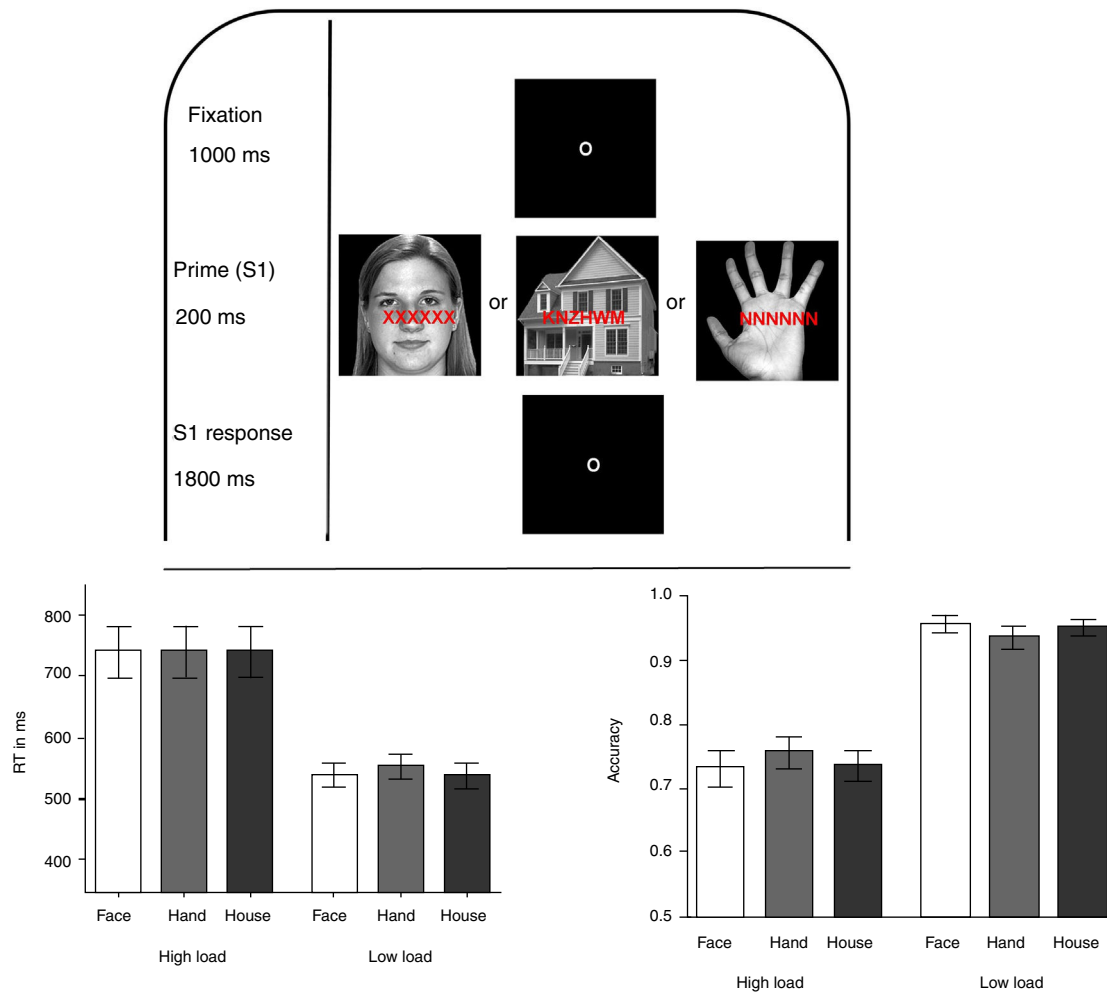 Fixation
1000 ms
O
Prime (S1)
200 ms
XXXXXX
or
KNZHWM
or
NNNNNN
S1 response
1800 ms
O
800
700
600
500
400
RT in ms
Face Hand House Face Hand House
High load Low load
1.0
0.9
0.8
0.7
0.6
0.5
Accuracy
Face Hand House Face Hand House
High load Low load